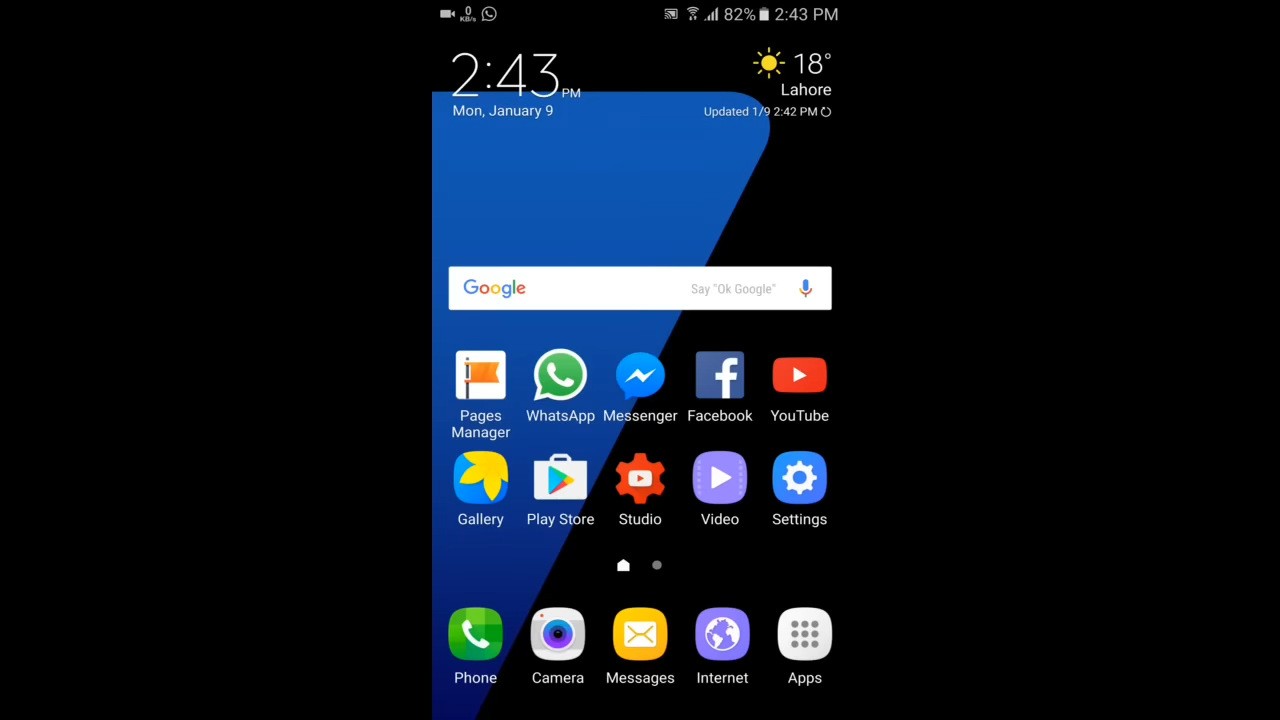 0
KB/s
82% 2:43 PM
2:43 PM
18°
Lahore
Mon, January 9
Updated 1/9 2:42 PM
Google
Say "Ok Google"
Pages
Manager
WhatsApp
Messenger
Facebook
YouTube
Gallery
Play Store
Studio
Video
Settings
Phone
Camera
Messages
Internet
Apps